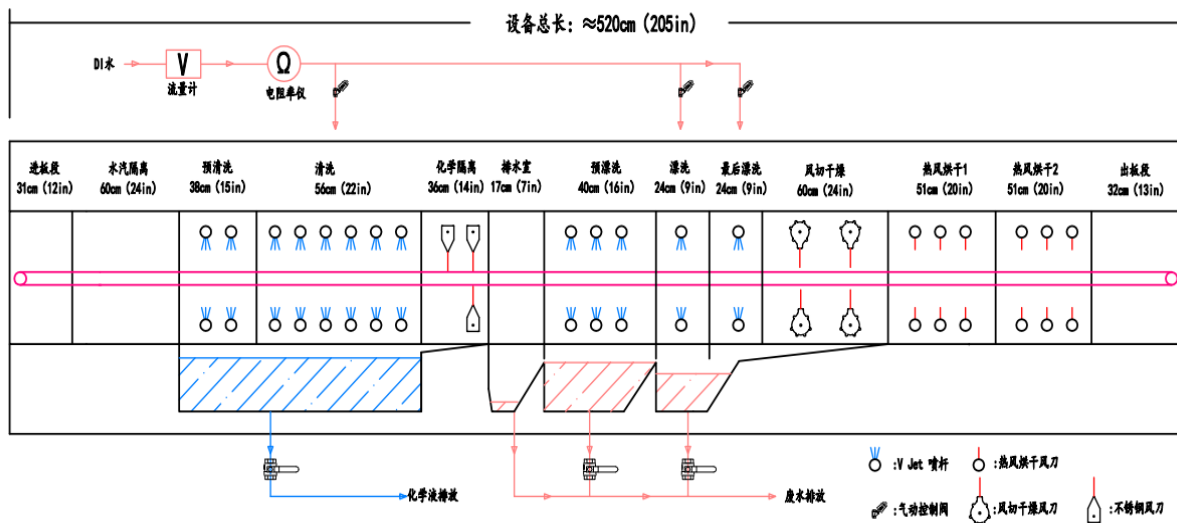 设备总长：≈520cm (205in)
DI水
V
Ω
流量计
电阻率仪
进板段
31cm (12in)
水汽隔离
60cm (24in)
预清洗
38cm (15in)
清洗
56cm (22in)
化学隔离
36cm (14in)
排水室
17cm (7in)
预漂洗
40cm (16in)
漂洗
24cm (9in)
最后漂洗
24cm (9in)
风切干燥
60cm (24in)
热风烘干1
51cm (20in)
热风烘干2
51cm (20in)
出板段
32cm (13in)
化学液排放
废水排放
:V Jet 喷杆
:热风烘干风刀
:气动控制阀
:风切干燥风刀
:不锈钢风刀